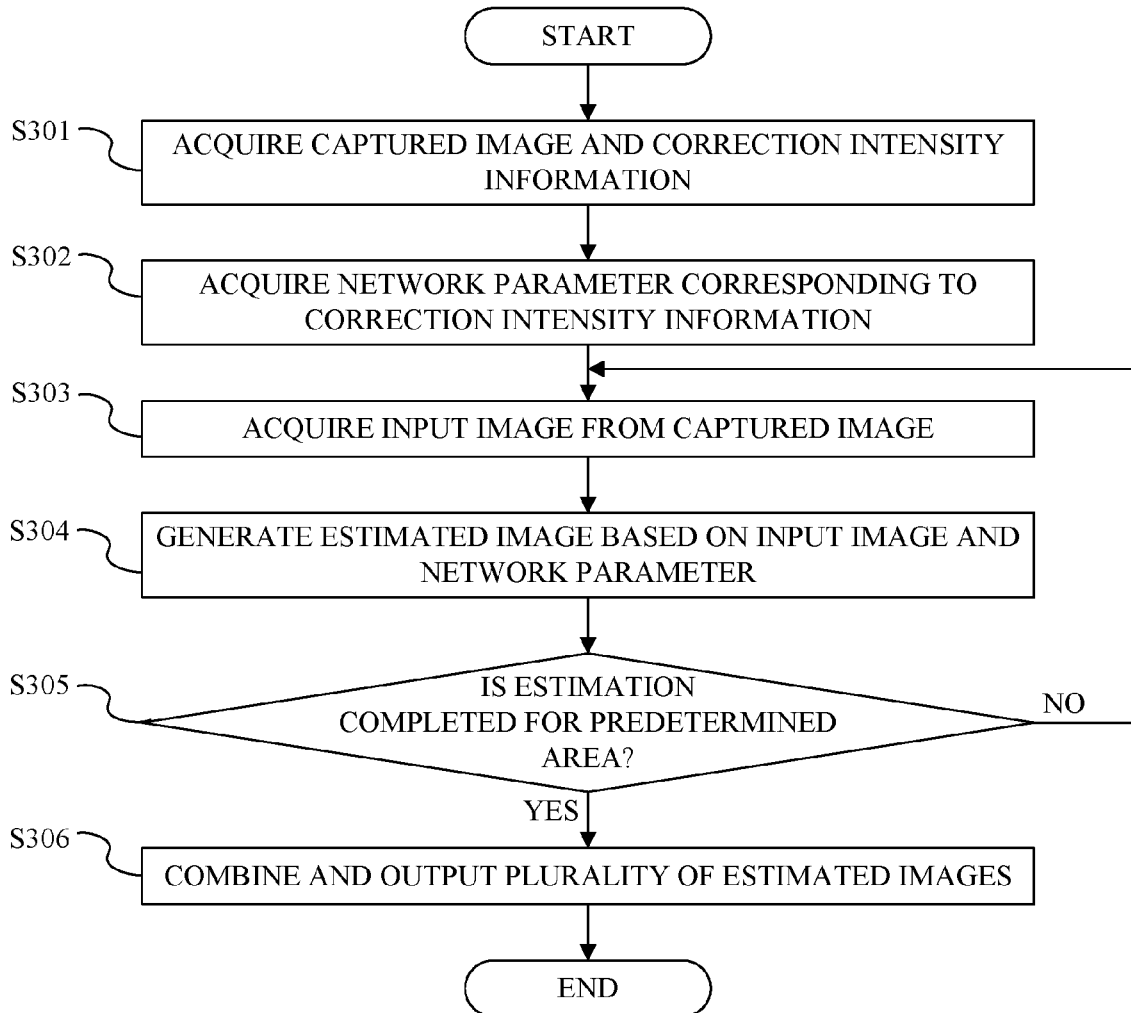 START
S301
ACQUIRE CAPTURED IMAGE AND CORRECTION INTENSITY
INFORMATION
S302
ACQUIRE NETWORK PARAMETER CORRESPONDING TO
CORRECTION INTENSITY INFORMATION
S303
ACQUIRE INPUT IMAGE FROM CAPTURED IMAGE
S304
GENERATE ESTIMATED IMAGE BASED ON INPUT IMAGE AND
NETWORK PARAMETER
S305
IS ESTIMATION
COMPLETED FOR PREDETERMINED
AREA?
NO
YES
S306
COMBINE AND OUTPUT PLURALITY OF ESTIMATED IMAGES
END